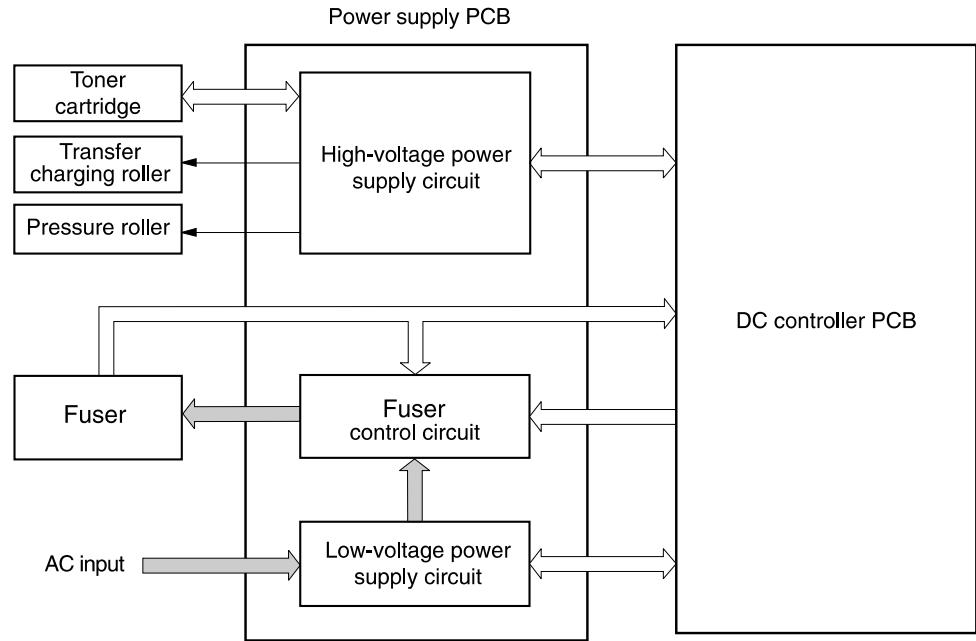 Power supply PCB
Toner
cartridge
Transfer
charging roller
Pressure roller
High-voltage power
supply circuit
DC controller PCB
Fuser
Fuser
control circuit
AC input
Low-voltage power
supply circuit